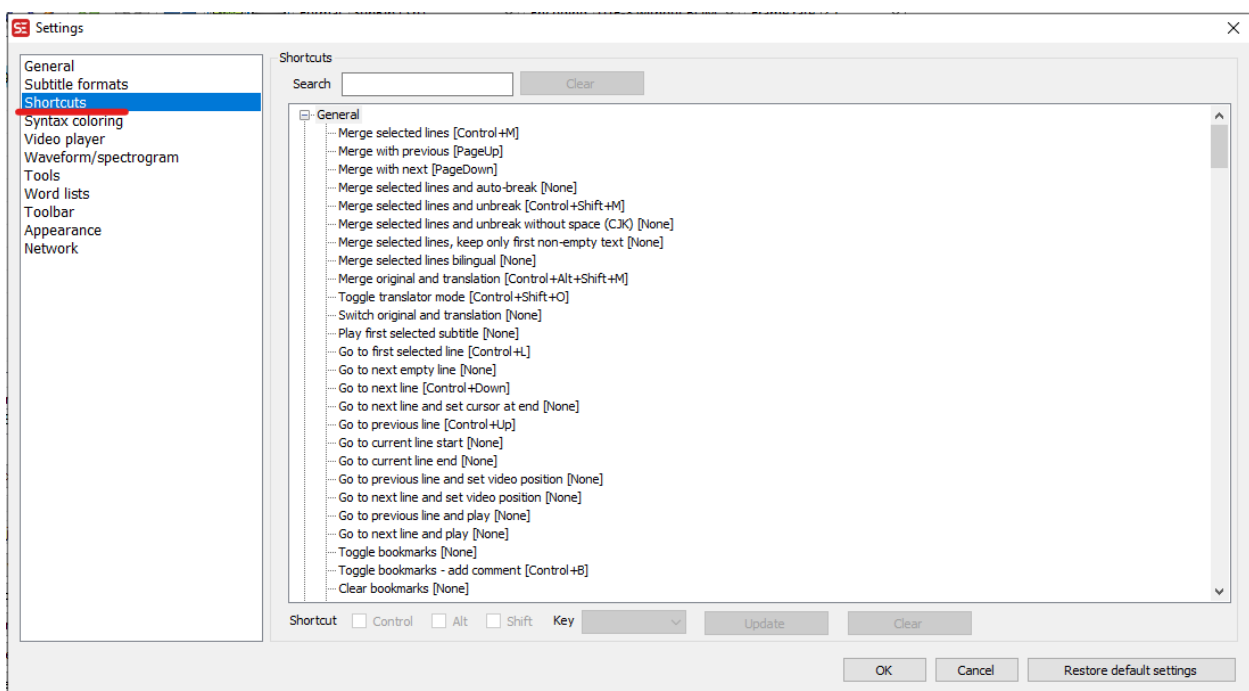 SE Settings
General
Subtitle formats
Shortcuts
Syntax coloring
Video player
Waveform/spectrogram
Tools
Word lists
Toolbar
Appearance
Network
Shortcuts
Search
Clear
General
Merge selected lines [Control+M]
Merge with previous [PageUp]
Merge with next [PageDown]
Merge selected lines and auto-break [None]
Merge selected lines and unbreak [Control+Shift+M]
Merge selected lines and unbreak without space (CJK) [None]
Merge selected lines, keep only first non-empty text [None]
Merge selected lines bilingual [None]
Merge original and translation [Control+Alt+Shift+M]
Toggle translator mode [Control+Shift+O]
Switch original and translation [None]
Play first selected subtitle [None]
Go to first selected line [Control+L]
Go to next empty line [None]
Go to next line [Control+Down]
Go to next line and set cursor at end [None]
Go to previous line [Control+Up]
Go to current line start [None]
Go to current line end [None]
Go to previous line and set video position [None]
Go to next line and set video position [None]
Go to previous line and play [None]
Go to next line and play [None]
Toggle bookmarks [None]
Toggle bookmarks - add comment [Control+B]
Clear bookmarks [None]
Shortcut Control Alt Shift Key Update Clear
OK Cancel Restore default settings